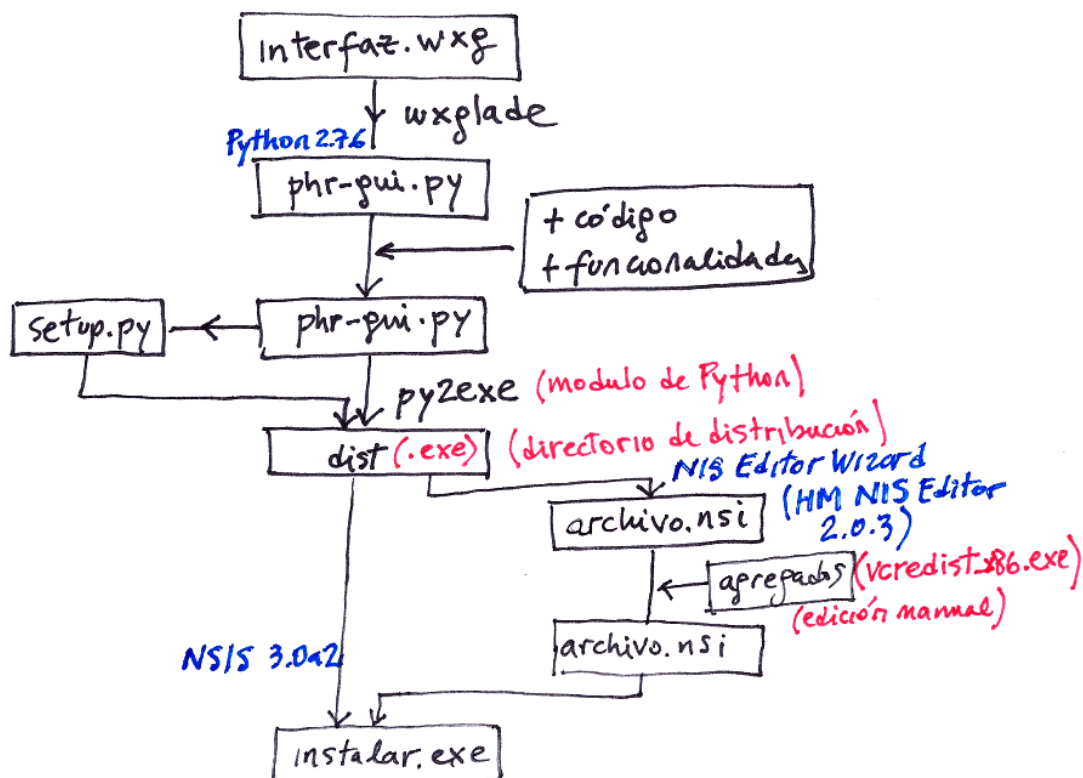 interfaz.wxg
wxglade
Python 2.7.6
phr-gui.py
+ código
+ funcionalidades
setup.py
phr-gui.py
py2exe (modulo de Python)
dist (.exe) (directorio de distribución)
NIS Editor Wizard
(HM NIS Editor
2.0.3)
archivo.nsi
agregados (vcredist_x86.exe)
(edición manual)
archivo.nsi
NSIS 3.0a2
instalar.exe